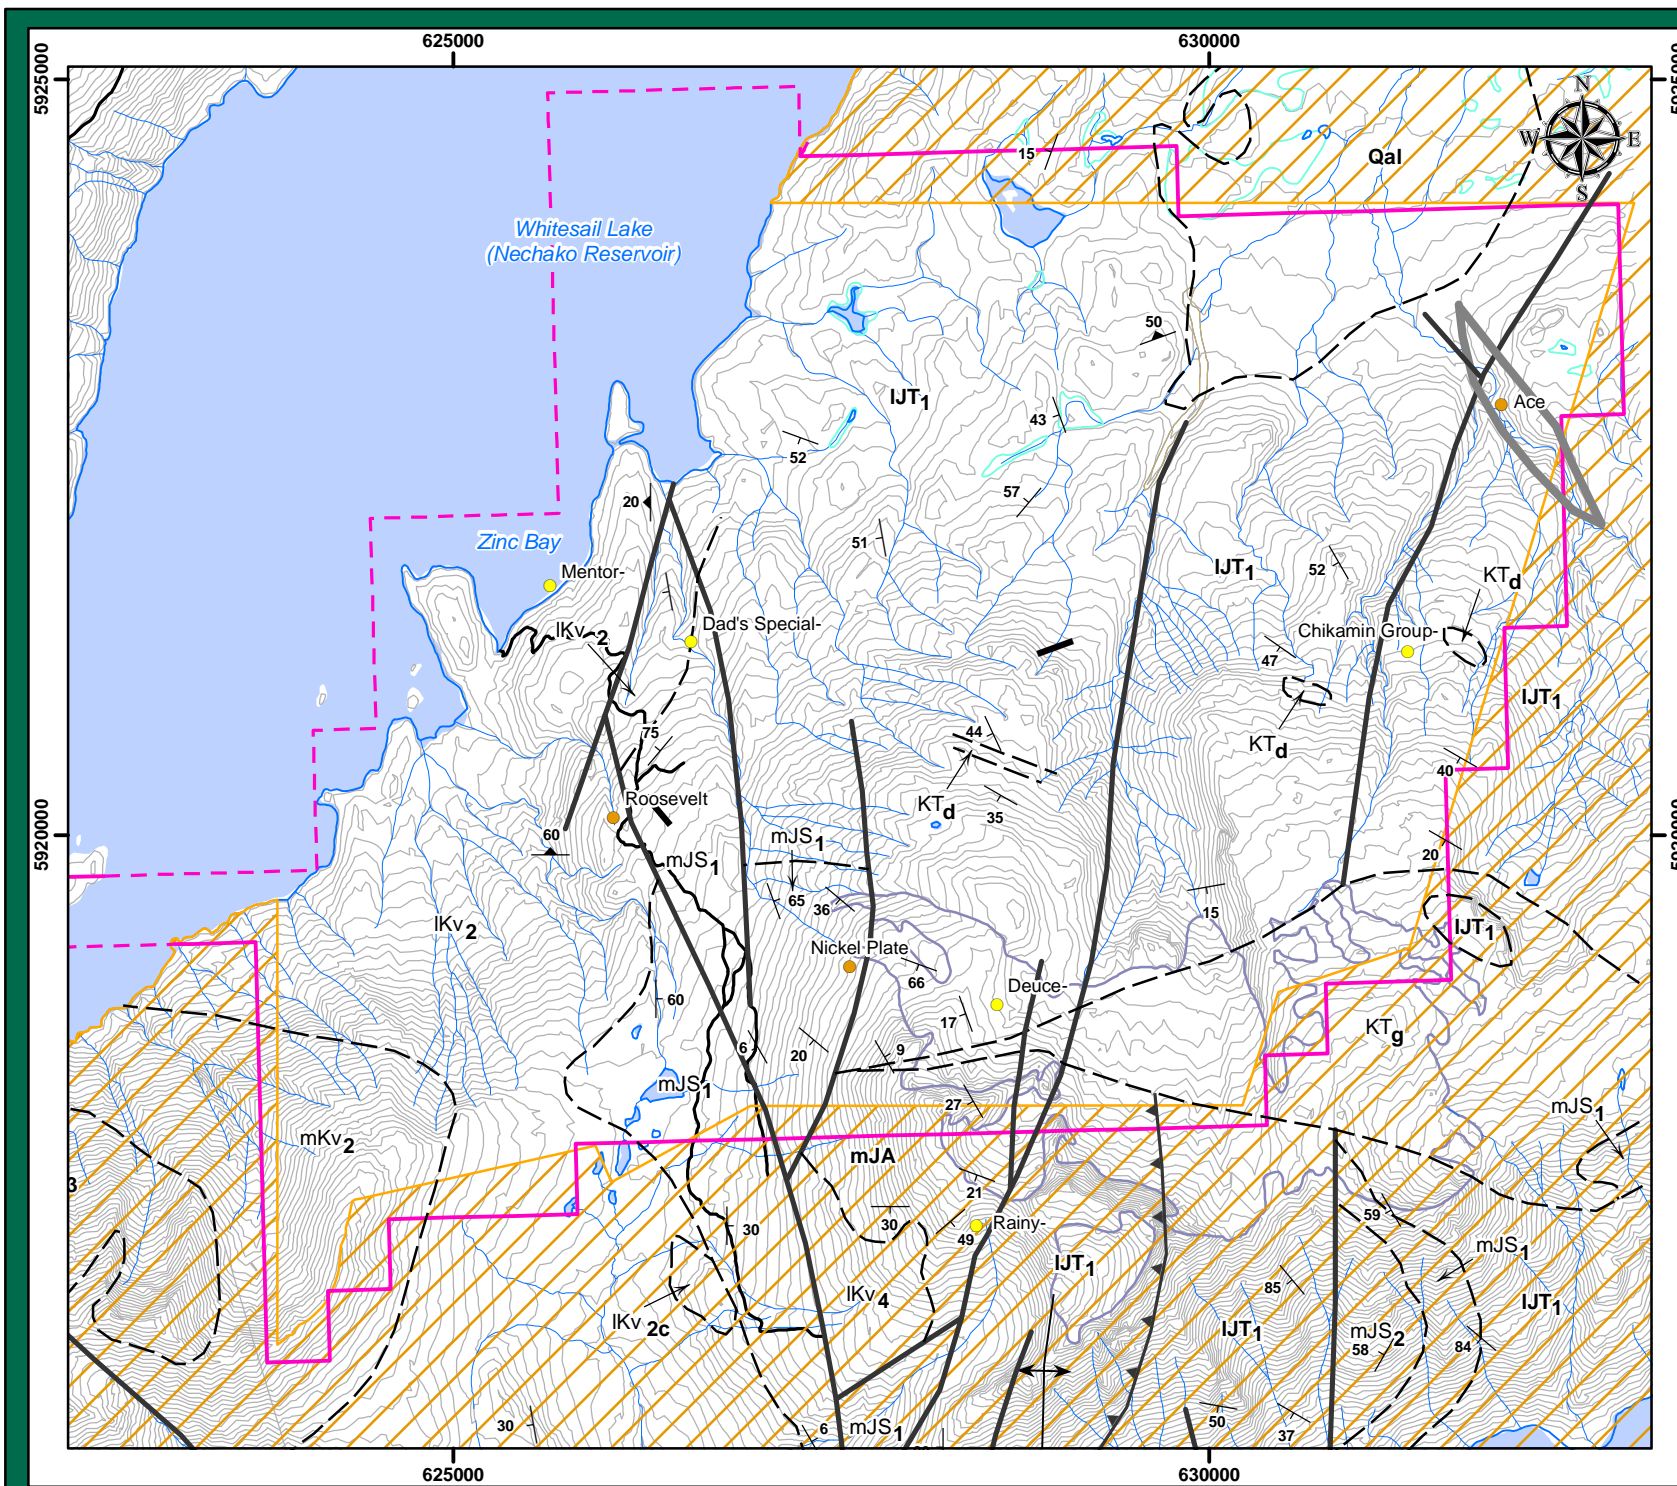 625000
630000
5925000
5925000
N
W
E
S
15
Qal
Whitesail Lake
(Nechako Reservoir)
50
lJT1
Ace
43
52
57
20
51
Zinc Bay
lJT1
52
KTd
Mentor-
Dad's Special-
Chikamin Group-
lKv2
47
lJT1
75
44
KTd
40
Roosevelt
KTd
35
60
mJS1
mJS1
20
65
36
15
lKv2
lJT1
Nickel Plate
66
Deuce-
60
17
KTg
6
20
9
mJS1
27
mJS1
mKv2
mJA
3
21
59
30
30
49
Rainy-
mJS1
lJT1
85
lKv4
lJT1
lKv2c
lJT1
mJS2
58
84
30
6
mJS1
50
37
5920000
5920000
625000
630000